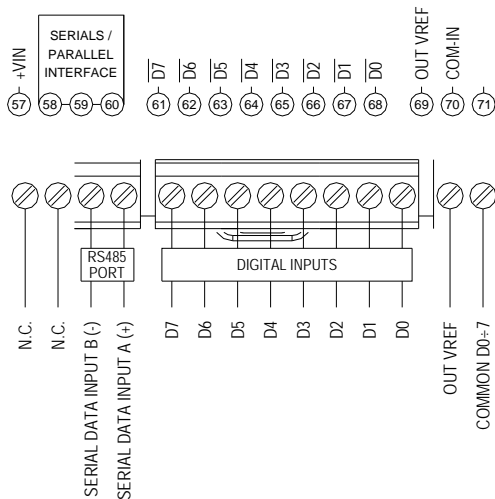 +VIN
SERIALS /
PARALLEL
INTERFACE
D7
D6
D5
D4
D3
D2
D1
D0
OUT VREF
COM-IN
57
58
59
60
61
62
63
64
65
66
67
68
69
70
71
RS485
PORT
DIGITAL INPUTS
N.C.
N.C.
SERIAL DATA INPUT B (-)
SERIAL DATA INPUT A (+)
D7
D6
D5
D4
D3
D2
D1
D0
OUT VREF
COMMON D0÷7